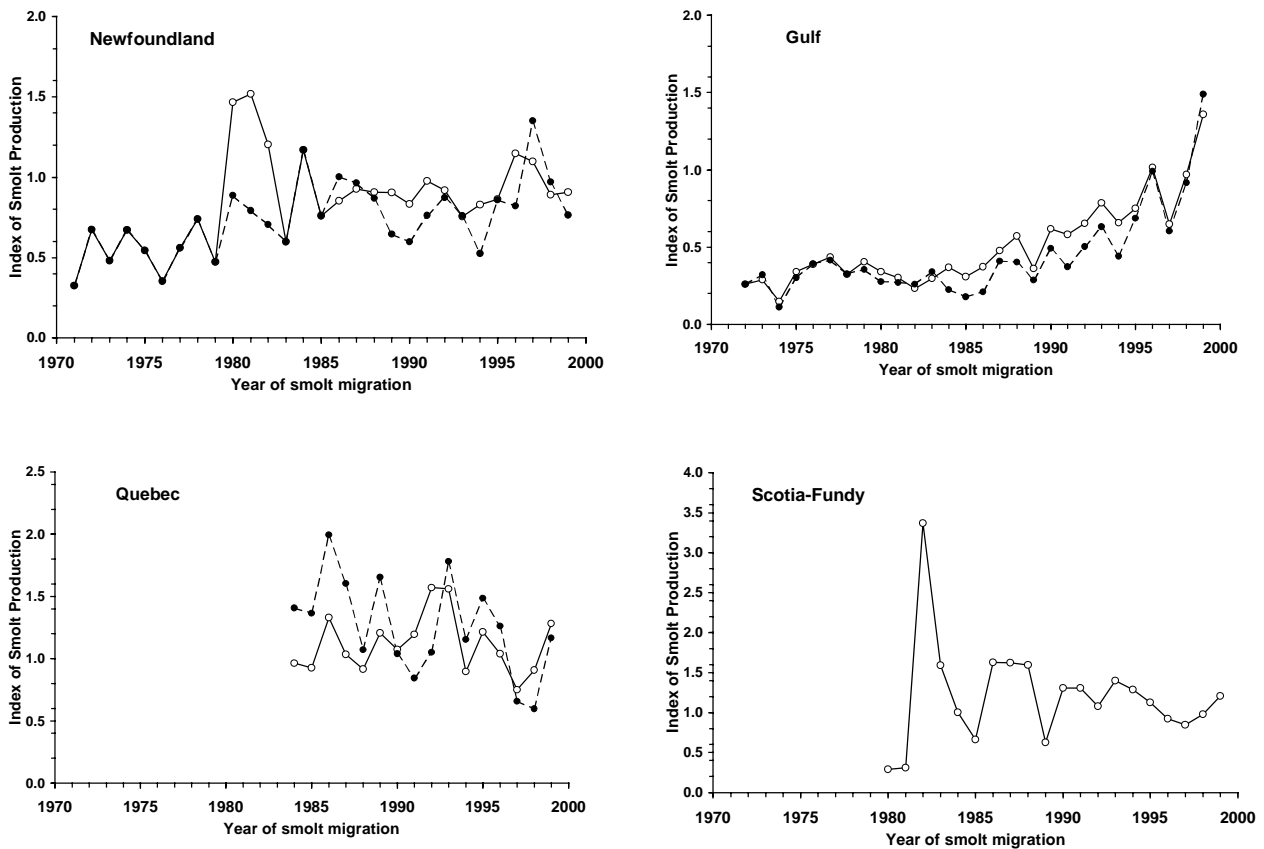 Newfoundland
Index of Smolt Production
2.0
1.5
1.0
0.5
0.0
1970 1975 1980 1985 1990 1995 2000
Year of smolt migration
Gulf
Index of Smolt Production
2.0
1.5
1.0
0.5
0.0
1970 1975 1980 1985 1990 1995 2000
Year of smolt migration
Quebec
Index of Smolt Production
2.5
2.0
1.5
1.0
0.5
0.0
1970 1975 1980 1985 1990 1995 2000
Year of smolt migration
Scotia-Fundy
Index of Smolt Production
4.0
3.5
3.0
2.5
2.0
1.5
1.0
0.5
0.0
1970 1975 1980 1985 1990 1995 2000
Year of smolt migration